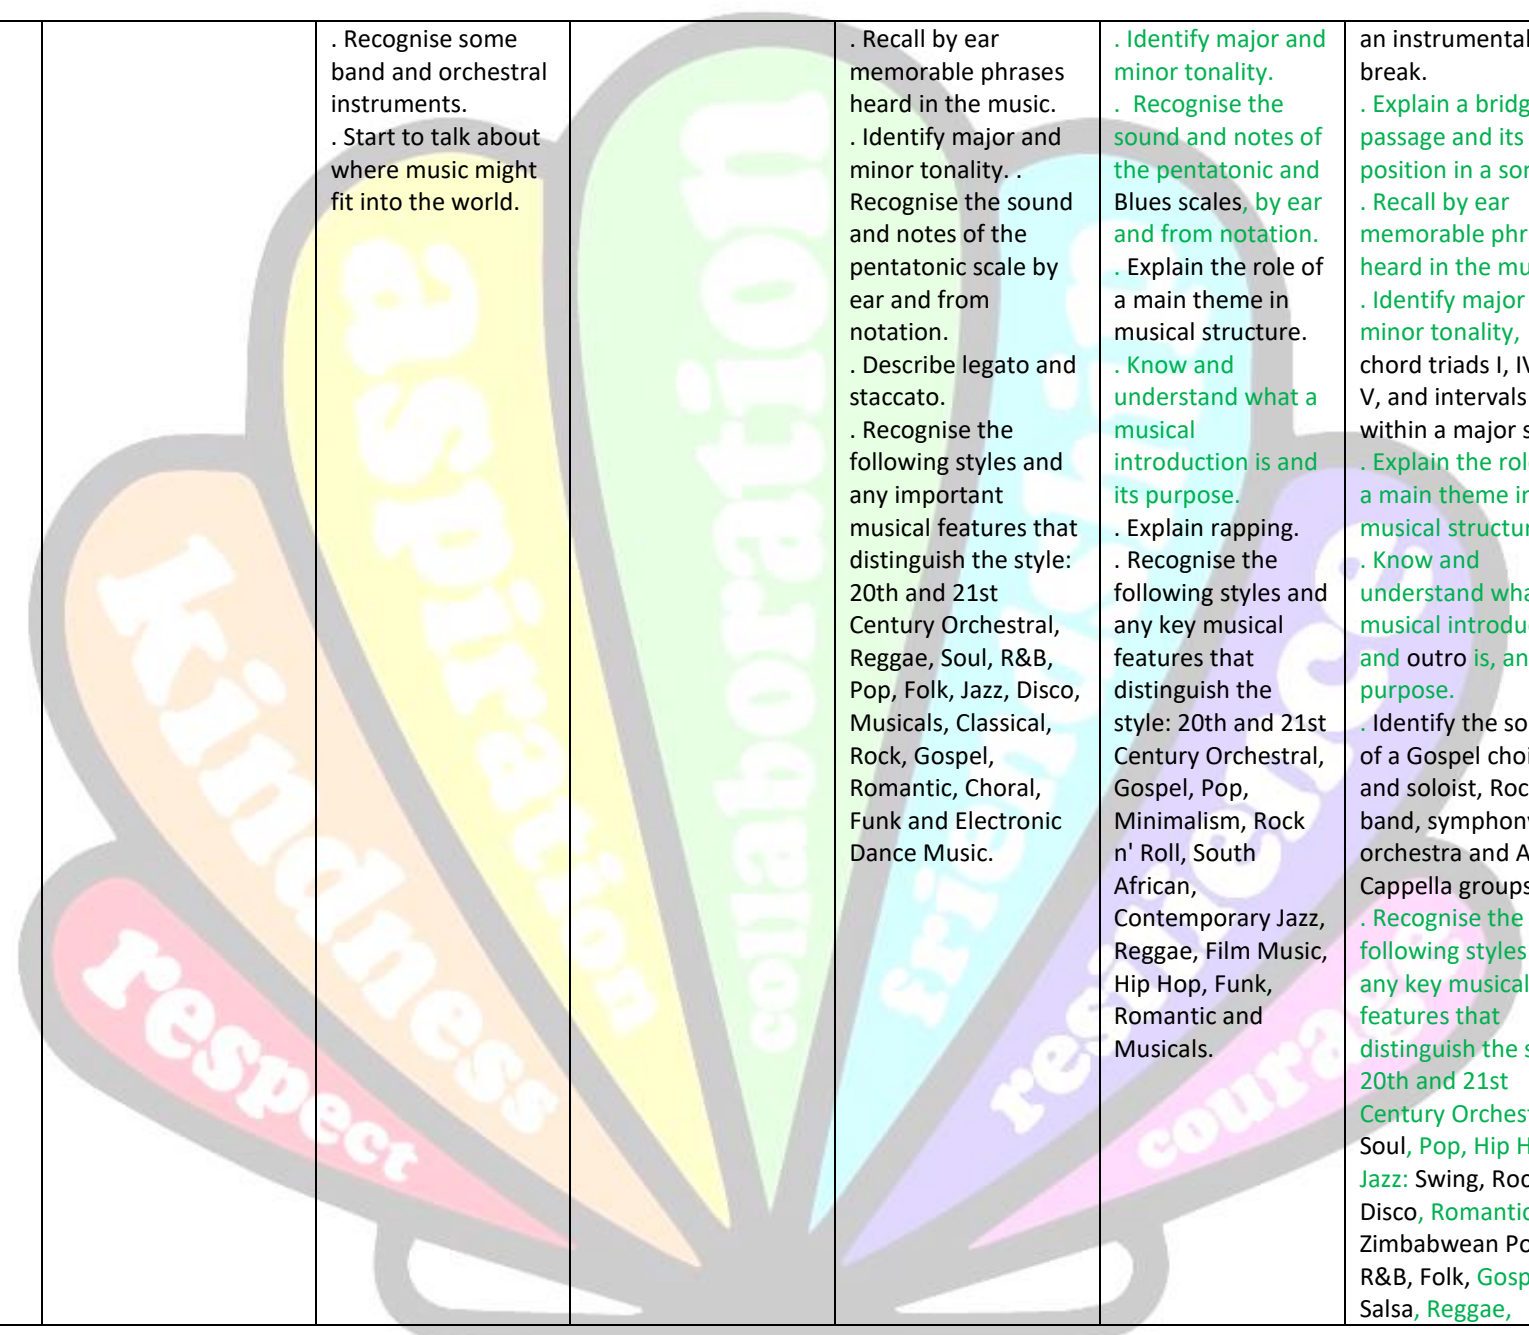 . Recognise some
band and orchestral
instruments.
. Start to talk about
where music might
fit into the world.
. Recall by ear
memorable phrases
heard in the music.
. Identify major and
minor tonality. .
Recognise the sound
and notes of the
pentatonic scale by
ear and from
notation.
. Describe legato and
staccato.
. Recognise the
following styles and
any important
musical features that
distinguish the style:
20th and 21st
Century Orchestral,
Reggae, Soul, R&B,
Pop, Folk, Jazz, Disco,
Musicals, Classical,
Rock, Gospel,
Romantic, Choral,
Funk and Electronic
Dance Music.
. Identify major and
minor tonality.
. Recognise the
sound and notes of
the pentatonic and
Blues scales, by ear
and from notation.
. Explain the role of
a main theme in
musical structure.
. Know and
understand what a
musical
introduction is and
its purpose.
. Explain rapping.
. Recognise the
following styles and
any key musical
features that
distinguish the
style: 20th and 21st
Century Orchestral,
Gospel, Pop,
Minimalism, Rock
n' Roll, South
African,
Contemporary Jazz,
Reggae, Film Music,
Hip Hop, Funk,
Romantic and
Musicals.
an instrumental
break.
. Explain a
passage and its
position in a
. Recall by ear
memorable
heard in the
. Identify major
minor tonality,
chord triads I,
V, and intervals
within a major
. Explain the
a main theme
musical
. Know and
understand
musical
and outro is,
purpose.
. Identify the
of a Gospel
and soloist,
band,
orchestra and
Cappella
. Recognise the
following styles
any key musical
features that
distinguish the
20th and 21st
Century
Soul, Pop, Hip
Jazz: Swing,
Disco,
Zimbabwean
R&B, Folk,
Salsa, Reggae,
respect
kindness
aspiration
collaboration
friendship
resilience
courage